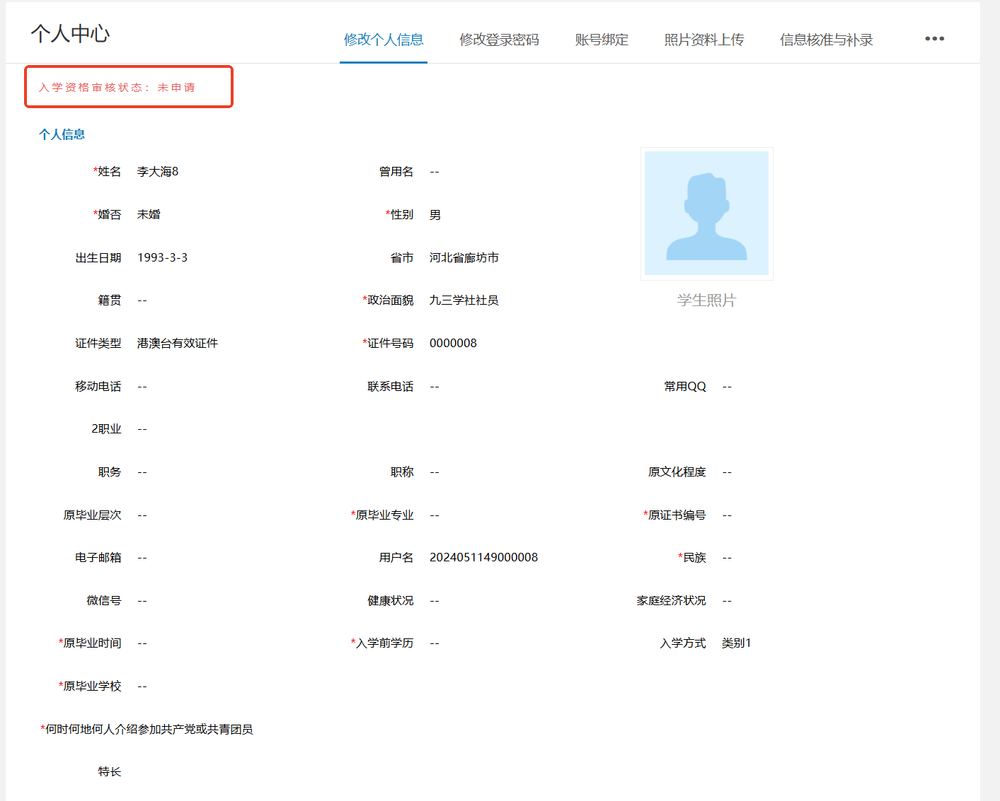 个人中心 修改个人信息 修改登录密码 账号绑定 照片资料上传 信息核准与补录 •••
入学资格审核状态：未申请
个人信息
*姓名 李大海8 曾用名 --
*婚否 未婚 *性别 男
出生日期 1993-3-3 省市 河北省廊坊市
籍贯 -- *政治面貌 九三学社社员
学生照片
证件类型 港澳台有效证件 *证件号码 0000008
移动电话 -- 联系电话 -- 常用QQ --
2职业 --
职务 -- 职称 -- 原文化程度 --
原毕业层次 -- *原毕业专业 -- *原证书编号 --
电子邮箱 -- 用户名 2024051149000008 *民族 --
微信号 -- 健康状况 -- 家庭经济状况 --
*原毕业时间 -- *入学前学历 -- 入学方式 类别1
*原毕业学校 --
*何时何地何人介绍参加共产党或共青团员
特长